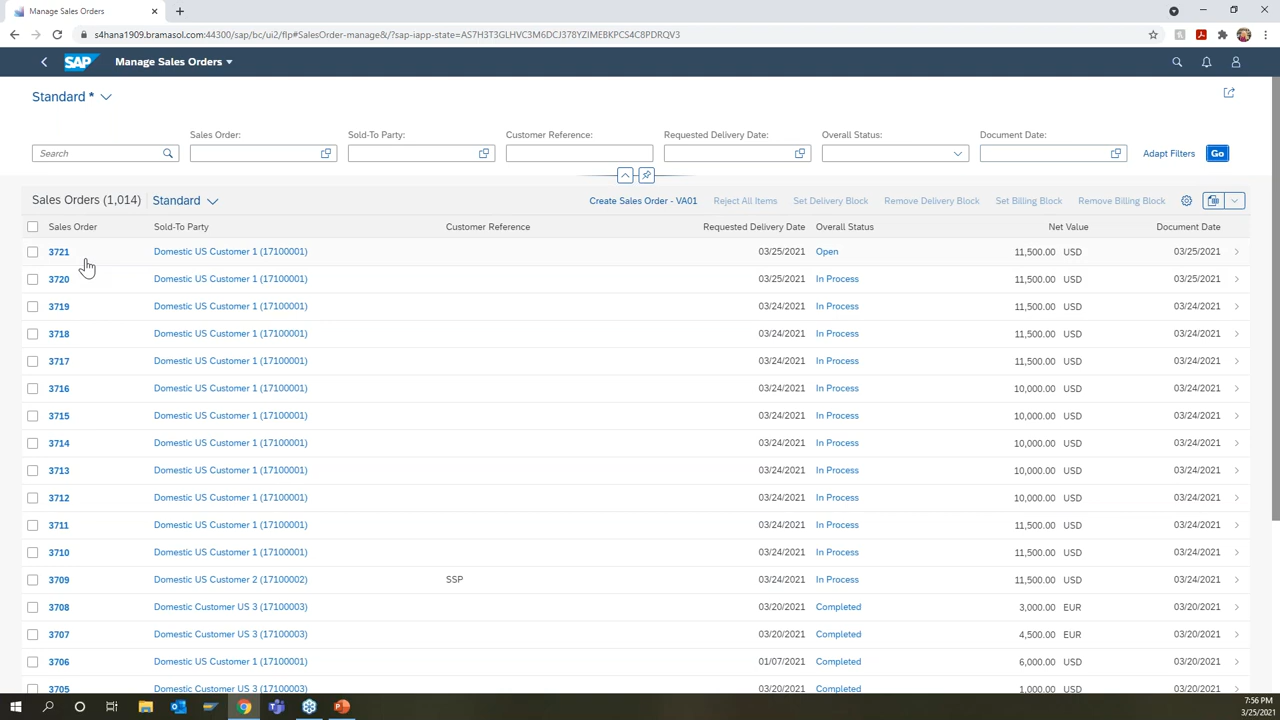 Manage Sales Orders
s4hana1909.bramasol.com:44300/sap/bc/ui2/flp#SalesOrder-manage&/?sap-iapp-state=AS7H3T3GLHVC3M6DCJ378YZIMEBKPCS4C8PDRQV3
SAP Manage Sales Orders
Standard *
Sales Order: Sold-To Party: Customer Reference: Requested Delivery Date: Overall Status: Document Date:
Search Adapt Filters Go
Sales Orders (1,014) Standard Create Sales Order - VA01 Reject All Items Set Delivery Block Remove Delivery Block Set Billing Block Remove Billing Block
Sales Order Sold-To Party Customer Reference Requested Delivery Date Overall Status Net Value Document Date
3721 Domestic US Customer 1 (17100001) 03/25/2021 Open 11,500.00 USD 03/25/2021
3720 Domestic US Customer 1 (17100001) 03/25/2021 In Process 11,500.00 USD 03/25/2021
3719 Domestic US Customer 1 (17100001) 03/24/2021 In Process 11,500.00 USD 03/24/2021
3718 Domestic US Customer 1 (17100001) 03/24/2021 In Process 11,500.00 USD 03/24/2021
3717 Domestic US Customer 1 (17100001) 03/24/2021 In Process 11,500.00 USD 03/24/2021
3716 Domestic US Customer 1 (17100001) 03/24/2021 In Process 10,000.00 USD 03/24/2021
3715 Domestic US Customer 1 (17100001) 03/24/2021 In Process 10,000.00 USD 03/24/2021
3714 Domestic US Customer 1 (17100001) 03/24/2021 In Process 10,000.00 USD 03/24/2021
3713 Domestic US Customer 1 (17100001) 03/24/2021 In Process 10,000.00 USD 03/24/2021
3712 Domestic US Customer 1 (17100001) 03/24/2021 In Process 10,000.00 USD 03/24/2021
3711 Domestic US Customer 1 (17100001) 03/24/2021 In Process 11,500.00 USD 03/24/2021
3710 Domestic US Customer 1 (17100001) 03/24/2021 In Process 11,500.00 USD 03/24/2021
3709 Domestic US Customer 2 (17100002) SSP 03/24/2021 In Process 11,500.00 USD 03/24/2021
3708 Domestic Customer US 3 (17100003) 03/20/2021 Completed 3,000.00 EUR 03/20/2021
3707 Domestic Customer US 3 (17100003) 03/20/2021 Completed 4,500.00 EUR 03/20/2021
3706 Domestic US Customer 1 (17100001) 01/07/2021 Completed 6,000.00 USD 03/20/2021
3705 Domestic Customer US 3 (17100003) 03/20/2021 Completed 1,000.00 EUR 03/20/2021
7:56 PM
3/25/2021